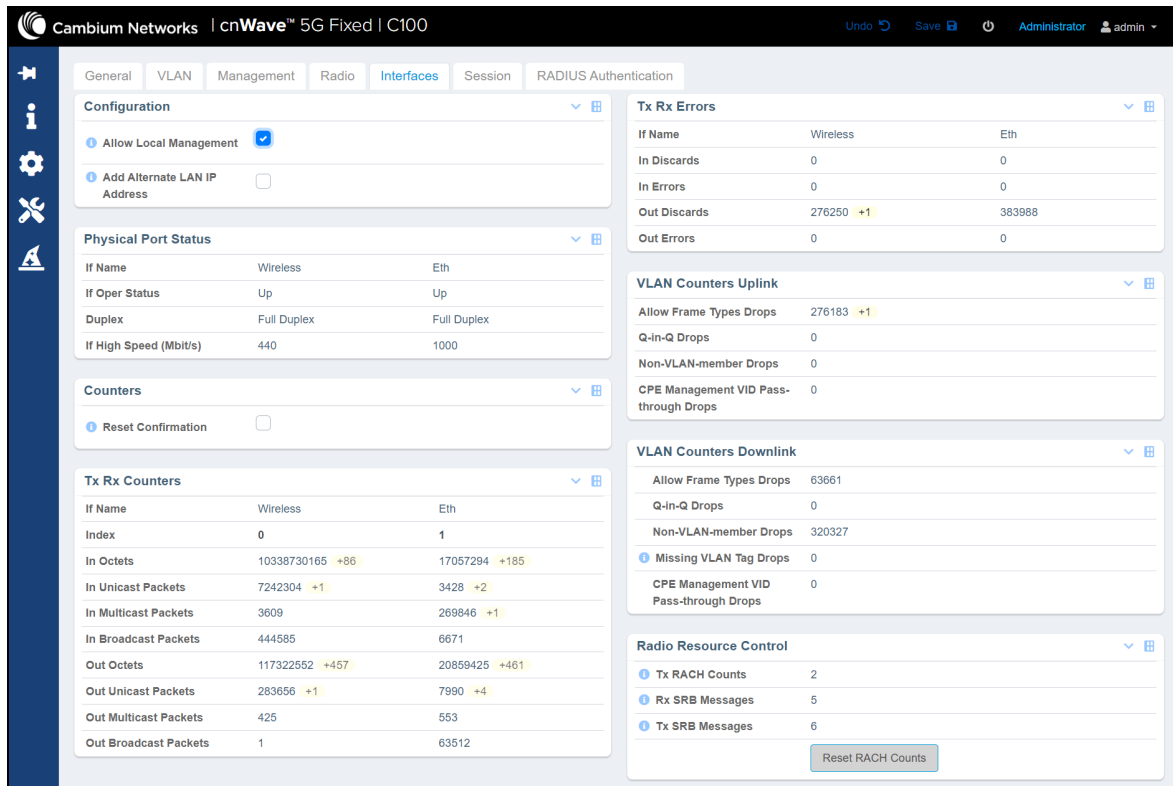 Cambium Networks | cnWave™ 5G Fixed | C100
Undo Save Administrator admin
General VLAN Management Radio Interfaces Session RADIUS Authentication
Configuration
Allow Local Management
Add Alternate LAN IP
Address
Physical Port Status
If Name Wireless Eth
If Oper Status Up Up
Duplex Full Duplex Full Duplex
If High Speed (Mbit/s) 440 1000
Counters
Reset Confirmation
Tx Rx Counters
If Name Wireless Eth
Index 0 1
In Octets 10338730165 +86 17057294 +185
In Unicast Packets 7242304 +1 3428 +2
In Multicast Packets 3609 269846 +1
In Broadcast Packets 444585 6671
Out Octets 117322552 +457 20859425 +461
Out Unicast Packets 283656 +1 7990 +4
Out Multicast Packets 425 553
Out Broadcast Packets 1 63512
Tx Rx Errors
If Name Wireless Eth
In Discards 0 0
In Errors 0 0
Out Discards 276250 +1 383988
Out Errors 0 0
VLAN Counters Uplink
Allow Frame Types Drops 276183 +1
Q-in-Q Drops 0
Non-VLAN-member Drops 0
CPE Management VID Pass- 0
through Drops
VLAN Counters Downlink
Allow Frame Types Drops 63661
Q-in-Q Drops 0
Non-VLAN-member Drops 320327
Missing VLAN Tag Drops 0
CPE Management VID 0
Pass-through Drops
Radio Resource Control
Tx RACH Counts 2
Rx SRB Messages 5
Tx SRB Messages 6
Reset RACH Counts